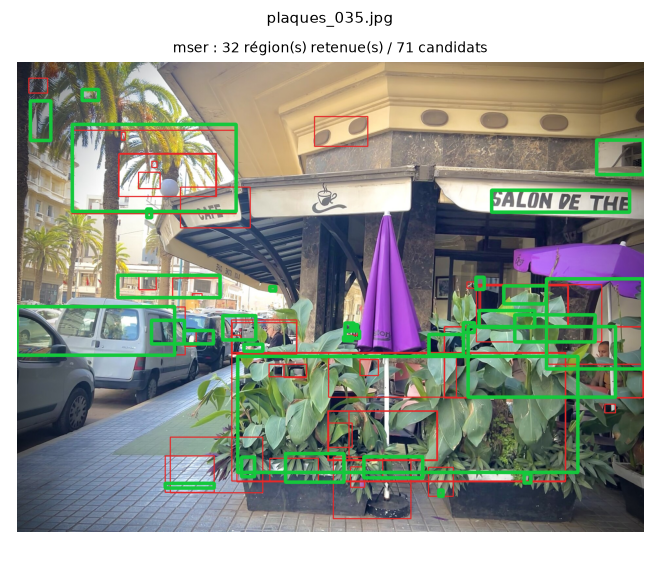 plaques_035.jpg
mser : 32 région(s) retenue(s) / 71 candidats
CAFE
SALON DE THE